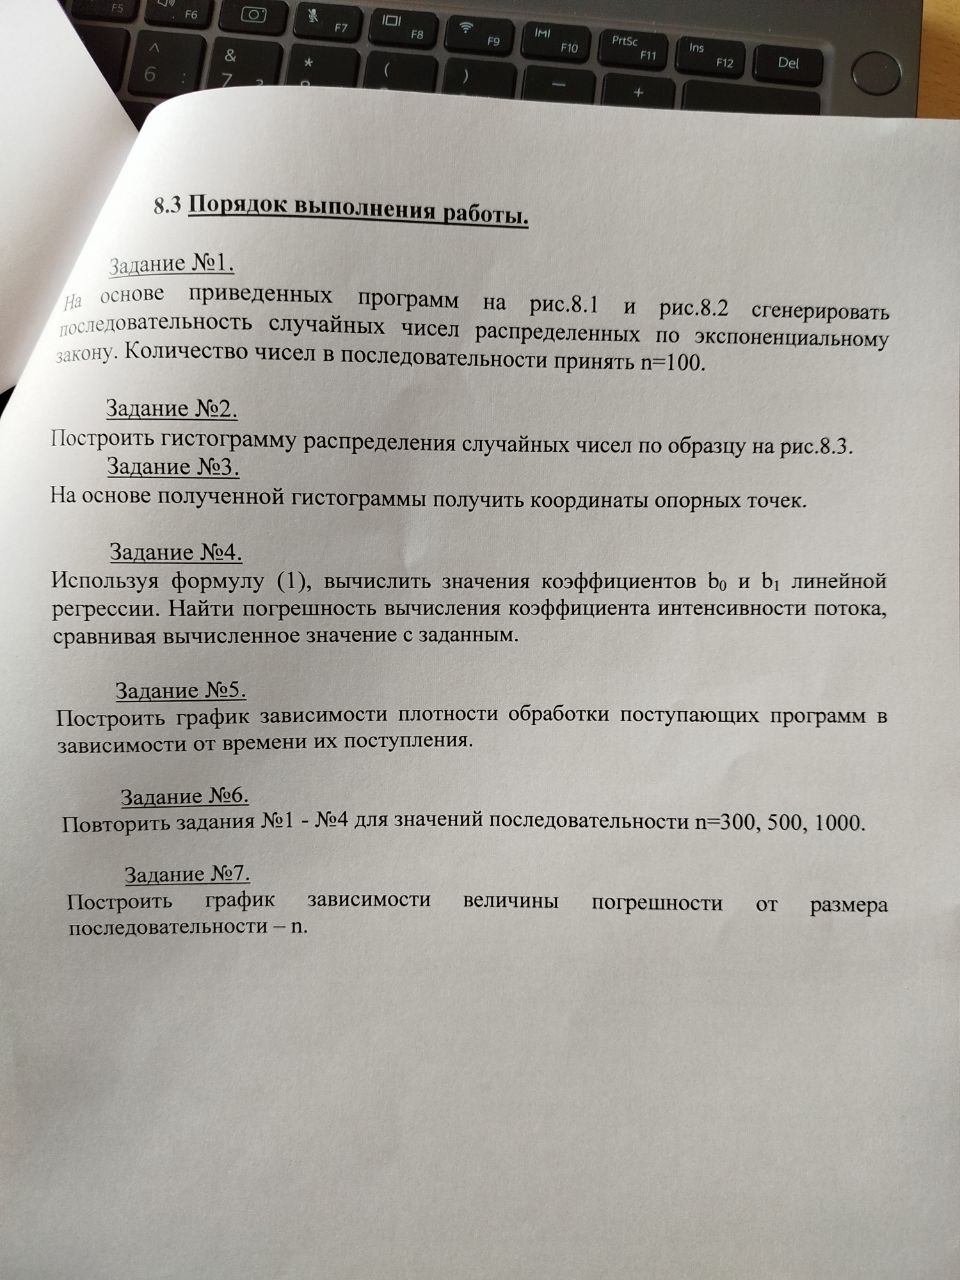 F5 F6 F7 F8 F9 F10 PrtSc F11 Ins F12 Del
^ 6 : & 7 * ( ) — +
8.3 Порядок выполнения работы.
Задание №1.
На основе приведенных программ на рис.8.1 и рис.8.2 сгенерировать
последовательность случайных чисел распределенных по экспоненциальному
закону. Количество чисел в последовательности принять n=100.
Задание №2.
Построить гистограмму распределения случайных чисел по образцу на рис.8.3.
Задание №3.
На основе полученной гистограммы получить координаты опорных точек.
Задание №4.
Используя формулу (1), вычислить значения коэффициентов b₀ и b₁ линейной
регрессии. Найти погрешность вычисления коэффициента интенсивности потока,
сравнивая вычисленное значение с заданным.
Задание №5.
Построить график зависимости плотности обработки поступающих программ в
зависимости от времени их поступления.
Задание №6.
Повторить задания №1 - №4 для значений последовательности n=300, 500, 1000.
Задание №7.
Построить график зависимости величины погрешности от размера
последовательности – n.